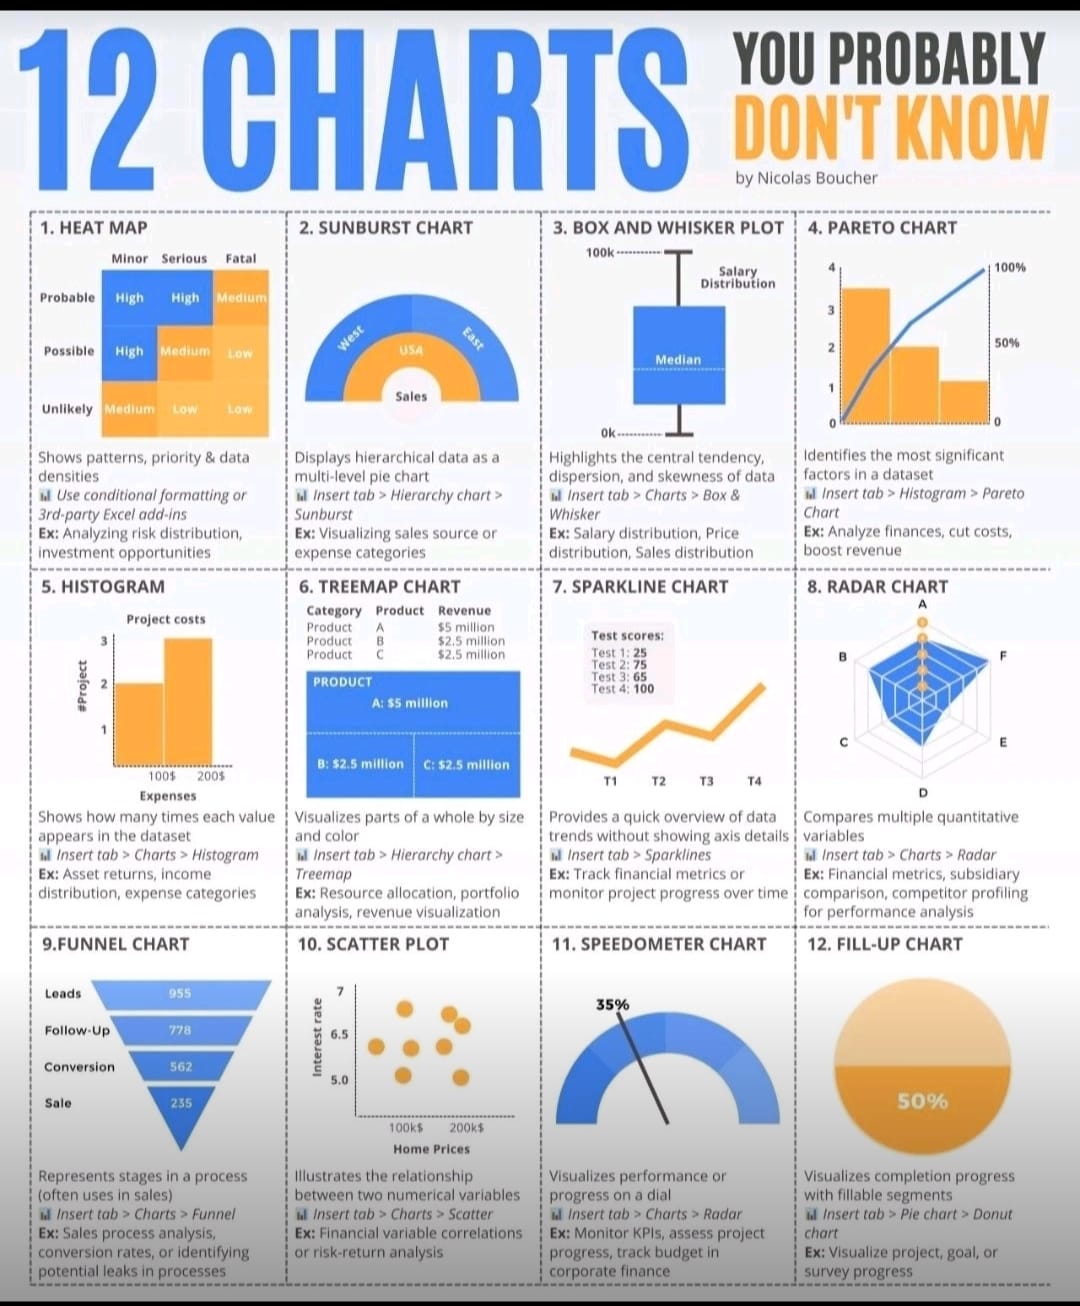 12 CHARTS
YOU PROBABLY
DON'T KNOW
by Nicolas Boucher
1. HEAT MAP
Minor Serious Fatal
Probable High High Medium
Possible High Medium Low
Unlikely Medium Low Low
Shows patterns, priority & data
densities
Use conditional formatting or
3rd-party Excel add-ins
Ex: Analyzing risk distribution,
investment opportunities
2. SUNBURST CHART
West
East
USA
Sales
Displays hierarchical data as a
multi-level pie chart
Insert tab > Hierarchy chart >
Sunburst
Ex: Visualizing sales source or
expense categories
3. BOX AND WHISKER PLOT
100k
Salary
Distribution
Median
0k
Highlights the central tendency,
dispersion, and skewness of data
Insert tab > Charts > Box &
Whisker
Ex: Salary distribution, Price
distribution, Sales distribution
4. PARETO CHART
4
3
2
1
0
100%
50%
0
Identifies the most significant
factors in a dataset
Insert tab > Histogram > Pareto
Chart
Ex: Analyze finances, cut costs,
boost revenue
5. HISTOGRAM
Project costs
#Project
3
2
1
100$ 200$
Expenses
Shows how many times each value
appears in the dataset
Insert tab > Charts > Histogram
Ex: Asset returns, income
distribution, expense categories
6. TREEMAP CHART
Category Product Revenue
Product A $5 million
Product B $2.5 million
Product C $2.5 million
PRODUCT
A: $5 million
B: $2.5 million C: $2.5 million
Visualizes parts of a whole by size
and color
Insert tab > Hierarchy chart >
Treemap
Ex: Resource allocation, portfolio
analysis, revenue visualization
7. SPARKLINE CHART
Test scores:
Test 1: 25
Test 2: 75
Test 3: 65
Test 4: 100
T1 T2 T3 T4
Provides a quick overview of data
trends without showing axis details
Insert tab > Sparklines
Ex: Track financial metrics or
monitor project progress over time
8. RADAR CHART
A
B
F
C
E
D
Compares multiple quantitative
variables
Insert tab > Charts > Radar
Ex: Financial metrics, subsidiary
comparison, competitor profiling
for performance analysis
9.FUNNEL CHART
Leads 955
Follow-Up 778
Conversion 562
Sale 235
Represents stages in a process
(often uses in sales)
Insert tab > Charts > Funnel
Ex: Sales process analysis,
conversion rates, or identifying
potential leaks in processes
10. SCATTER PLOT
Interest rate
7
6.5
5.0
100k$ 200k$
Home Prices
Illustrates the relationship
between two numerical variables
Insert tab > Charts > Scatter
Ex: Financial variable correlations
or risk-return analysis
11. SPEEDOMETER CHART
35%
Visualizes performance or
progress on a dial
Insert tab > Charts > Radar
Ex: Monitor KPIs, assess project
progress, track budget in
corporate finance
12. FILL-UP CHART
50%
Visualizes completion progress
with fillable segments
Insert tab > Pie chart > Donut
chart
Ex: Visualize project, goal, or
survey progress